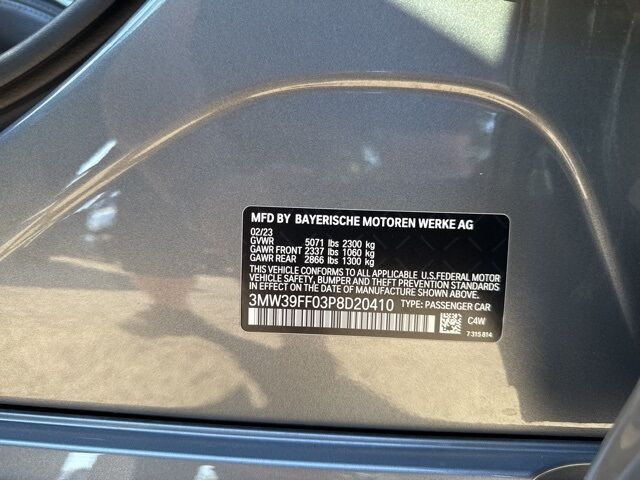 MFD BY BAYERISCHE MOTOREN WERKE AG
02/23
GVWR 5071 lbs 2300 kg
GAWR FRONT 2337 lbs 1060 kg
GAWR REAR 2866 lbs 1300 kg
THIS VEHICLE CONFORMS TO ALL APPLICABLE U.S.FEDERAL MOTOR
VEHICLE SAFETY, BUMPER AND THEFT PREVENTION STANDARDS
IN EFFECT ON THE DATE OF MANUFACTURE SHOWN ABOVE.
3MW39FF03P8D20410 TYPE: PASSENGER CAR
C4W
7 315 814